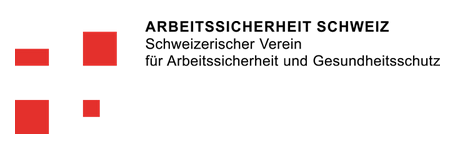 ARBEITSSICHERHEIT SCHWEIZ
Schweizerischer Verein
für Arbeitssicherheit und Gesundheitsschutz